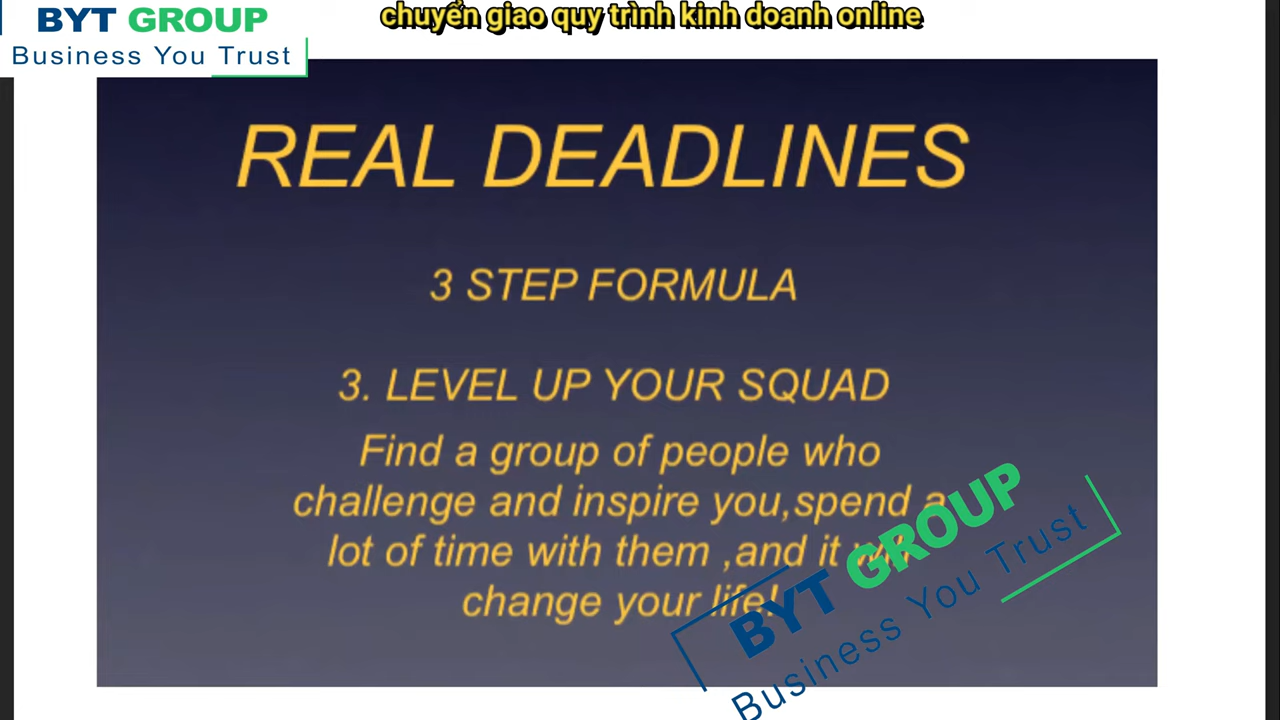 BYT GROUP
Business You Trust
chuyển giao quy trình kinh doanh online
REAL DEADLINES
3 STEP FORMULA
3. LEVEL UP YOUR SQUAD
Find a group of people who
challenge and inspire you,spend a
lot of time with them ,and it will
change your life!
BYT GROUP
Business You Trust